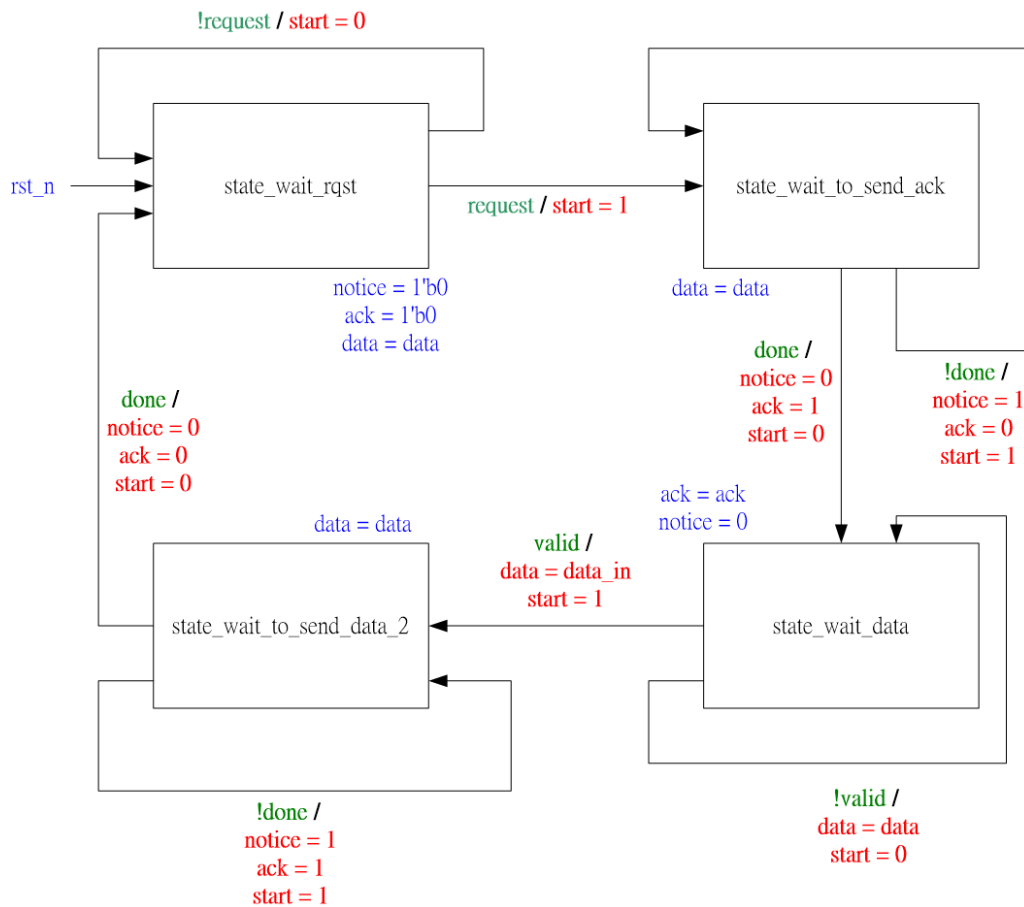 !request / start = 0
rst_n
state_wait_rqst
state_wait_to_send_ack
request / start = 1
notice = 1'b0
ack = 1'b0
data = data
data = data
done /
notice = 0
ack = 1
start = 0
!done /
notice = 1
ack = 0
start = 1
done /
notice = 0
ack = 0
start = 0
ack = ack
notice = 0
data = data
valid /
data = data_in
start = 1
state_wait_to_send_data_2
state_wait_data
!done /
notice = 1
ack = 1
start = 1
!valid /
data = data
start = 0